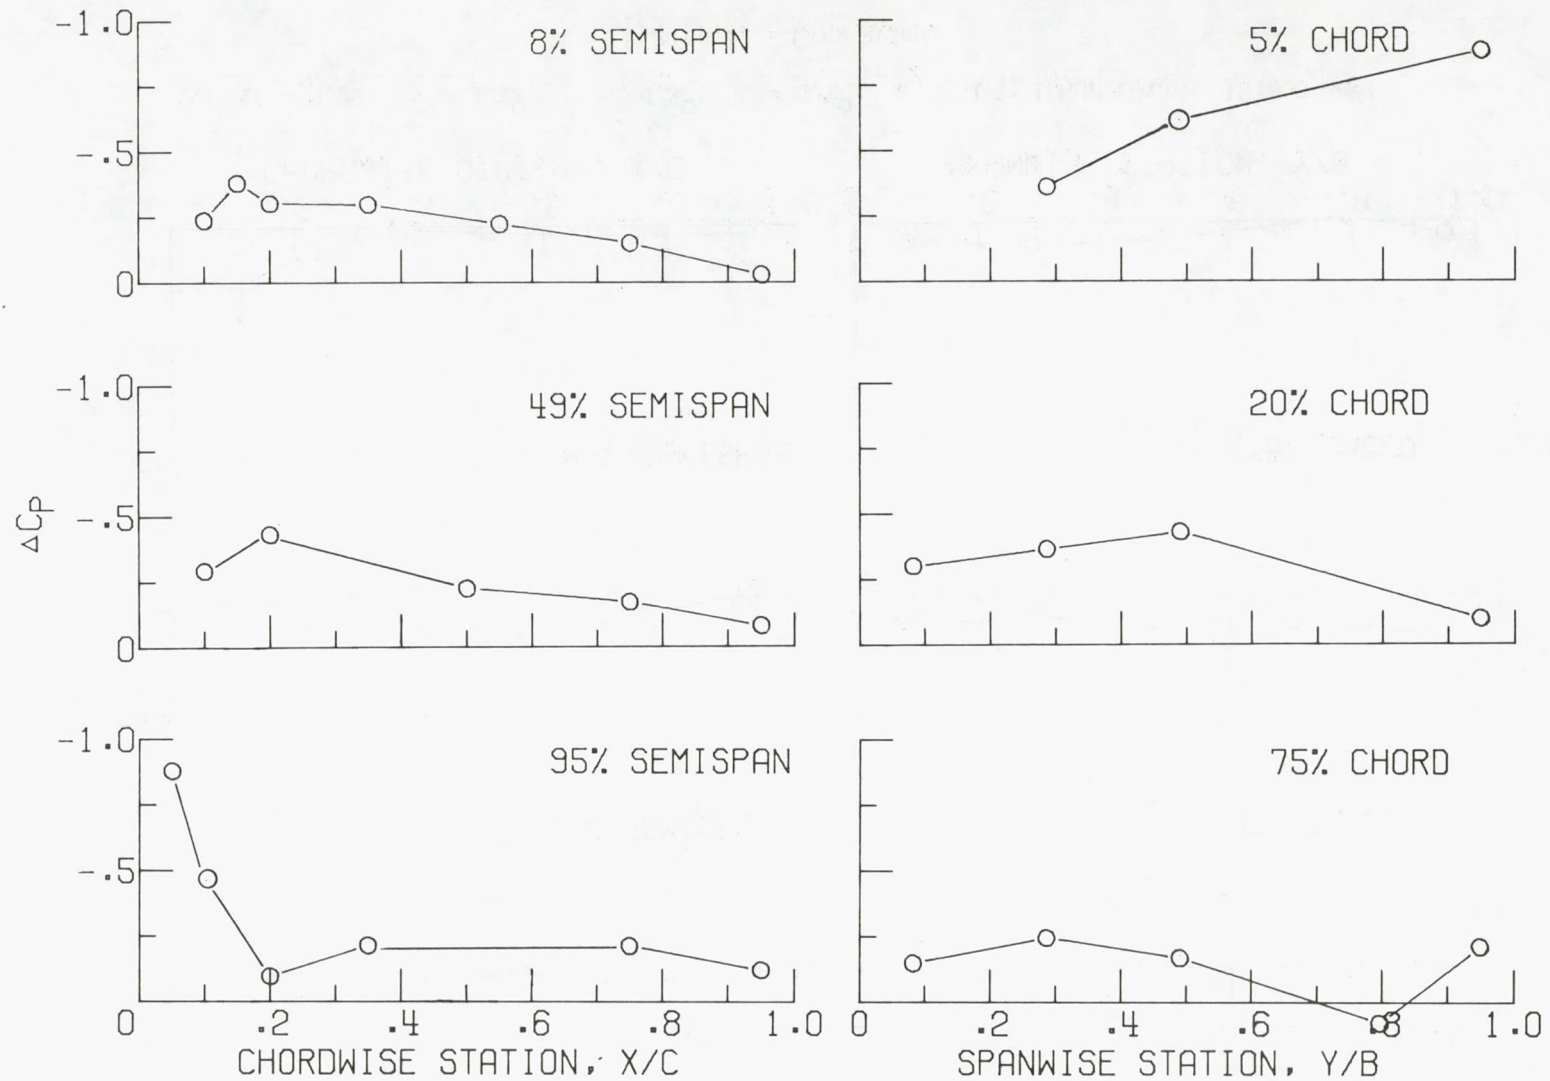 -1.0
8% SEMISPAN
5% CHORD
-.5
0
-1.0
49% SEMISPAN
20% CHORD
ΔCP
-.5
0
-1.0
95% SEMISPAN
75% CHORD
-.5
0 .2 .4 .6 .8 1.0
0 .2 .4 .6 .8 1.0
CHORDWISE STATION, X/C
SPANWISE STATION, Y/B